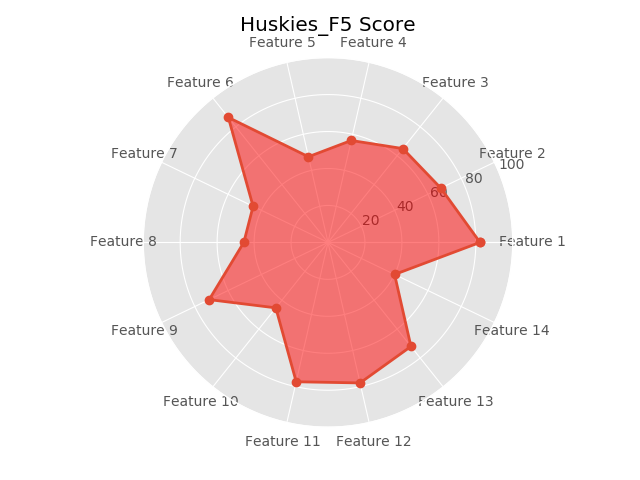 Huskies_F5 Score
Feature 5
Feature 4
Feature 6
Feature 3
Feature 7
Feature 2
100
80
60
40
20
Feature 8
Feature 1
Feature 9
Feature 14
Feature 10
Feature 13
Feature 11
Feature 12